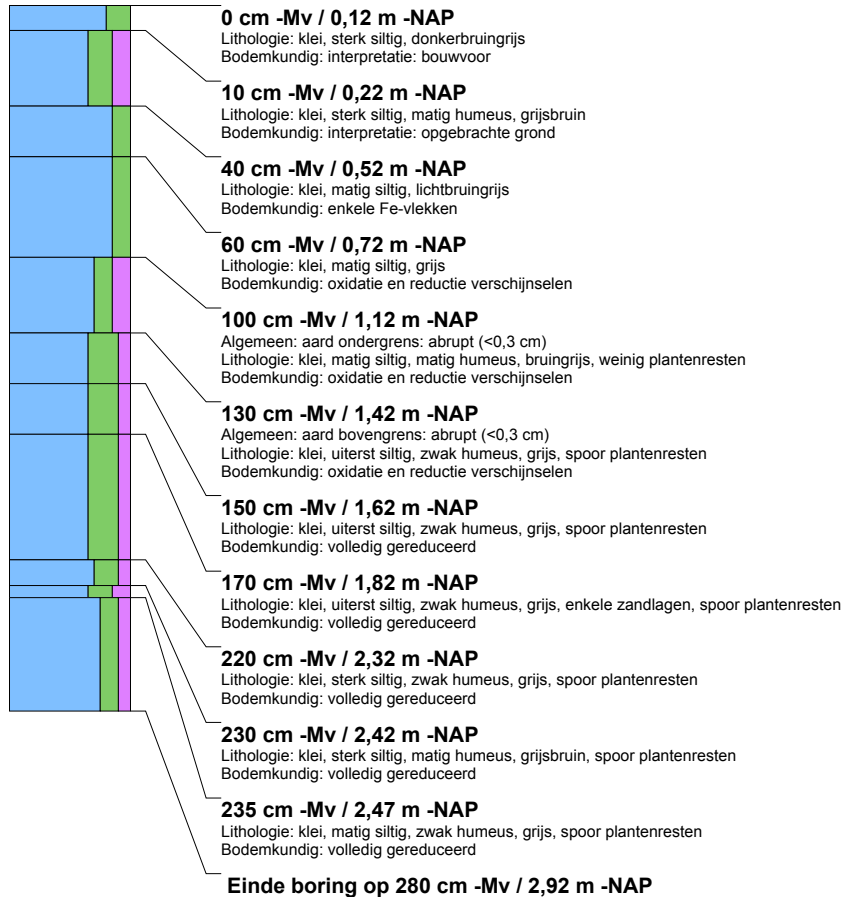 0 cm -Mv / 0,12 m -NAP
Lithologie: klei, sterk siltig, donkerbruingrijs
Bodemkundig: interpretatie: bouwvoor
10 cm -Mv / 0,22 m -NAP
Lithologie: klei, sterk siltig, matig humeus, grijsbruin
Bodemkundig: interpretatie: opgebrachte grond
40 cm -Mv / 0,52 m -NAP
Lithologie: klei, matig siltig, lichtbruingrijs
Bodemkundig: enkele Fe-vlekken
60 cm -Mv / 0,72 m -NAP
Lithologie: klei, matig siltig, grijs
Bodemkundig: oxidatie en reductie verschijnselen
100 cm -Mv / 1,12 m -NAP
Algemeen: aard ondergrens: abrupt (<0,3 cm)
Lithologie: klei, matig siltig, matig humeus, bruingrijs, weinig plantenresten
Bodemkundig: oxidatie en reductie verschijnselen
130 cm -Mv / 1,42 m -NAP
Algemeen: aard bovengrens: abrupt (<0,3 cm)
Lithologie: klei, uiterst siltig, zwak humeus, grijs, spoor plantenresten
Bodemkundig: oxidatie en reductie verschijnselen
150 cm -Mv / 1,62 m -NAP
Lithologie: klei, uiterst siltig, zwak humeus, grijs, spoor plantenresten
Bodemkundig: volledig gereduceerd
170 cm -Mv / 1,82 m -NAP
Lithologie: klei, uiterst siltig, zwak humeus, grijs, enkele zandlagen, spoor plantenresten
Bodemkundig: volledig gereduceerd
220 cm -Mv / 2,32 m -NAP
Lithologie: klei, sterk siltig, zwak humeus, grijs, spoor plantenresten
Bodemkundig: volledig gereduceerd
230 cm -Mv / 2,42 m -NAP
Lithologie: klei, sterk siltig, matig humeus, grijsbruin, spoor plantenresten
Bodemkundig: volledig gereduceerd
235 cm -Mv / 2,47 m -NAP
Lithologie: klei, matig siltig, zwak humeus, grijs, spoor plantenresten
Bodemkundig: volledig gereduceerd
Einde boring op 280 cm -Mv / 2,92 m -NAP